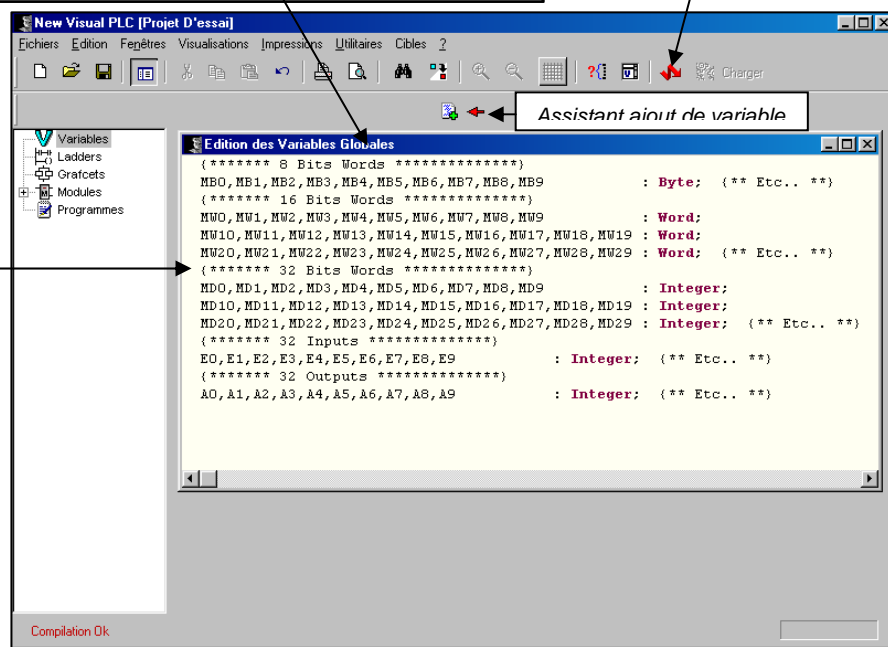 New Visual PLC [Projet D'essai]
Fichiers Edition Fenêtres Visualisations Impressions Utilitaires Cibles ?
Charger
Assistant ajout de variable
Variables
Ladders
Grafcets
Modules
Programmes
Edition des Variables Globales
{******* 8 Bits Words **************}
MB0,MB1,MB2,MB3,MB4,MB5,MB6,MB7,MB8,MB9 : Byte; {** Etc.. **}
{******* 16 Bits Words **************}
MW0,MW1,MW2,MW3,MW4,MW5,MW6,MW7,MW8,MW9 : Word;
MW10,MW11,MW12,MW13,MW14,MW15,MW16,MW17,MW18,MW19 : Word;
MW20,MW21,MW22,MW23,MW24,MW25,MW26,MW27,MW28,MW29 : Word; {** Etc.. **}
{******* 32 Bits Words **************}
MD0,MD1,MD2,MD3,MD4,MD5,MD6,MD7,MD8,MD9 : Integer;
MD10,MD11,MD12,MD13,MD14,MD15,MD16,MD17,MD18,MD19 : Integer;
MD20,MD21,MD22,MD23,MD24,MD25,MD26,MD27,MD28,MD29 : Integer; {** Etc.. **}
{******* 32 Inputs **************}
E0,E1,E2,E3,E4,E5,E6,E7,E8,E9 : Integer; {** Etc.. **}
{******* 32 Outputs **************}
A0,A1,A2,A3,A4,A5,A6,A7,A8,A9 : Integer; {** Etc.. **}
Compilation Ok